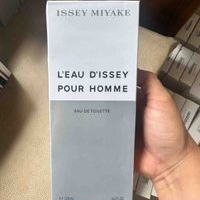 ISSEY MIYAKE
L'EAU D'ISSEY
POUR HOMME
EAU DE TOILETTE